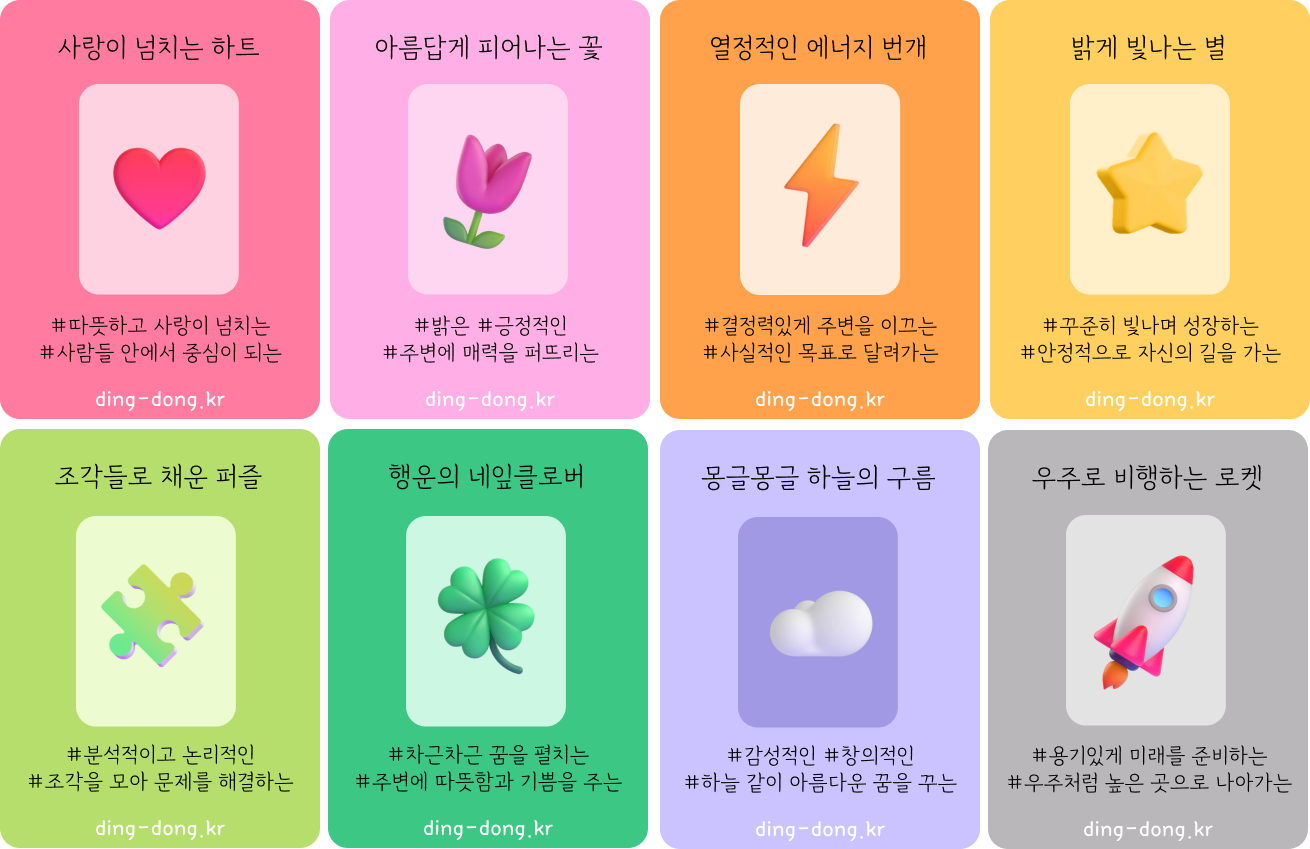 사랑이 넘치는 하트
#따뜻하고 사랑이 넘치는
#사람들 안에서 중심이 되는
ding-dong.kr
아름답게 피어나는 꽃
#밝은 #긍정적인
#주변에 매력을 퍼뜨리는
ding-dong.kr
열정적인 에너지 번개
#결정력있게 주변을 이끄는
#사실적인 목표로 달려가는
ding-dong.kr
밝게 빛나는 별
#꾸준히 빛나며 성장하는
#안정적으로 자신의 길을 가는
ding-dong.kr
조각들로 채운 퍼즐
#분석적이고 논리적인
#조각을 모아 문제를 해결하는
ding-dong.kr
행운의 네잎클로버
#차근차근 꿈을 펼치는
#주변에 따뜻함과 기쁨을 주는
ding-dong.kr
몽글몽글 하늘의 구름
#감성적인 #창의적인
#하늘 같이 아름다운 꿈을 꾸는
ding-dong.kr
우주로 비행하는 로켓
#용기있게 미래를 준비하는
#우주처럼 높은 곳으로 나아가는
ding-dong.kr